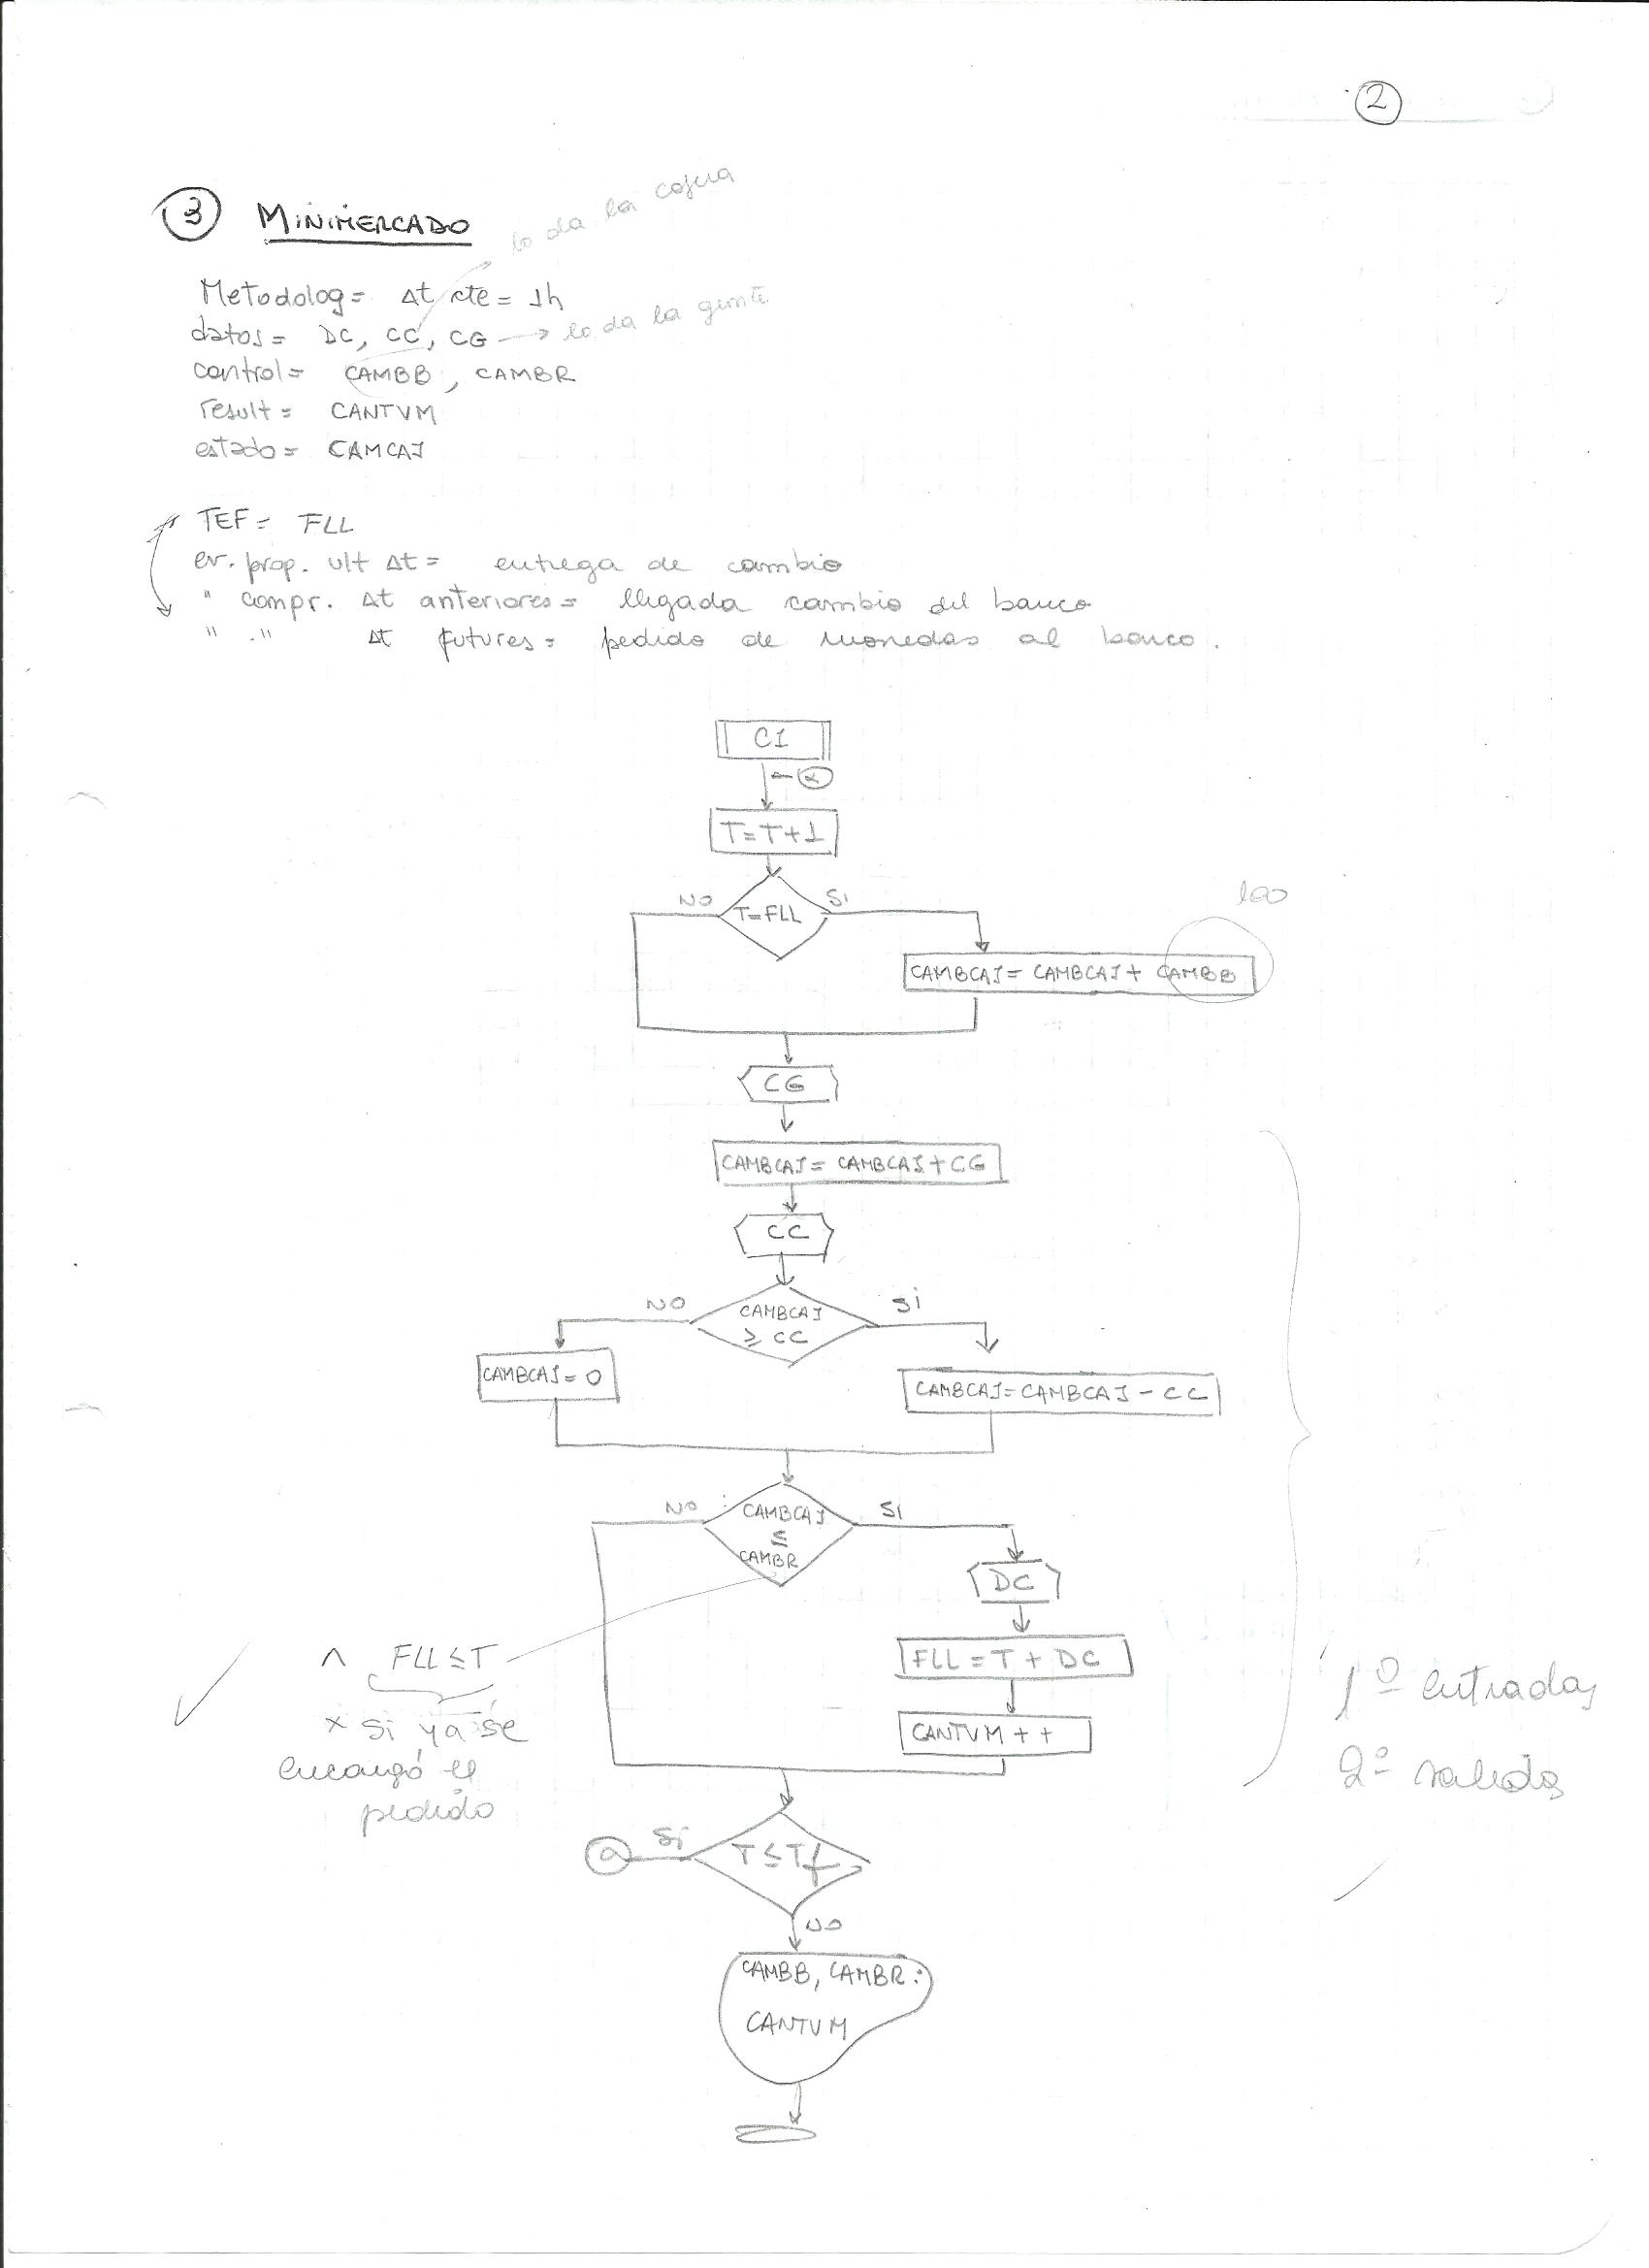 2
3 MINIMERCADO
lo da la cajera
Metodolog = Δt cte = 1h
datos = DC, CC, CG → lo da la gente
control = CAMBB, CAMBR
result = CANTVM
estado = CAMCAJ
TEF = FLL
ev. prop. ult Δt = entrega de cambio
" compr. Δt anteriores = llegada cambio del banco
" " Δt futures = pedido de monedas al banco.
CI
T = T + 1
NO
T = FLL
SI
100
CAMBCAJ = CAMBCAJ + CAMBB
CG
CAMBCAJ = CAMBCAJ + CG
CC
NO
CAMBCAJ
≥ CC
SI
CAMBCAJ = 0
CAMBCAJ = CAMBCAJ - CC
NO
CAMBCAJ
≤
CAMBR
SI
DC
FLL = T + DC
CANTVM ++
^ FLL ≤ T
x si ya se
encargó el
pedido
1º entradas
2º salidas
a
Si
T ≤ Tf
NO
CAMBB, CAMBR:
CANTVM